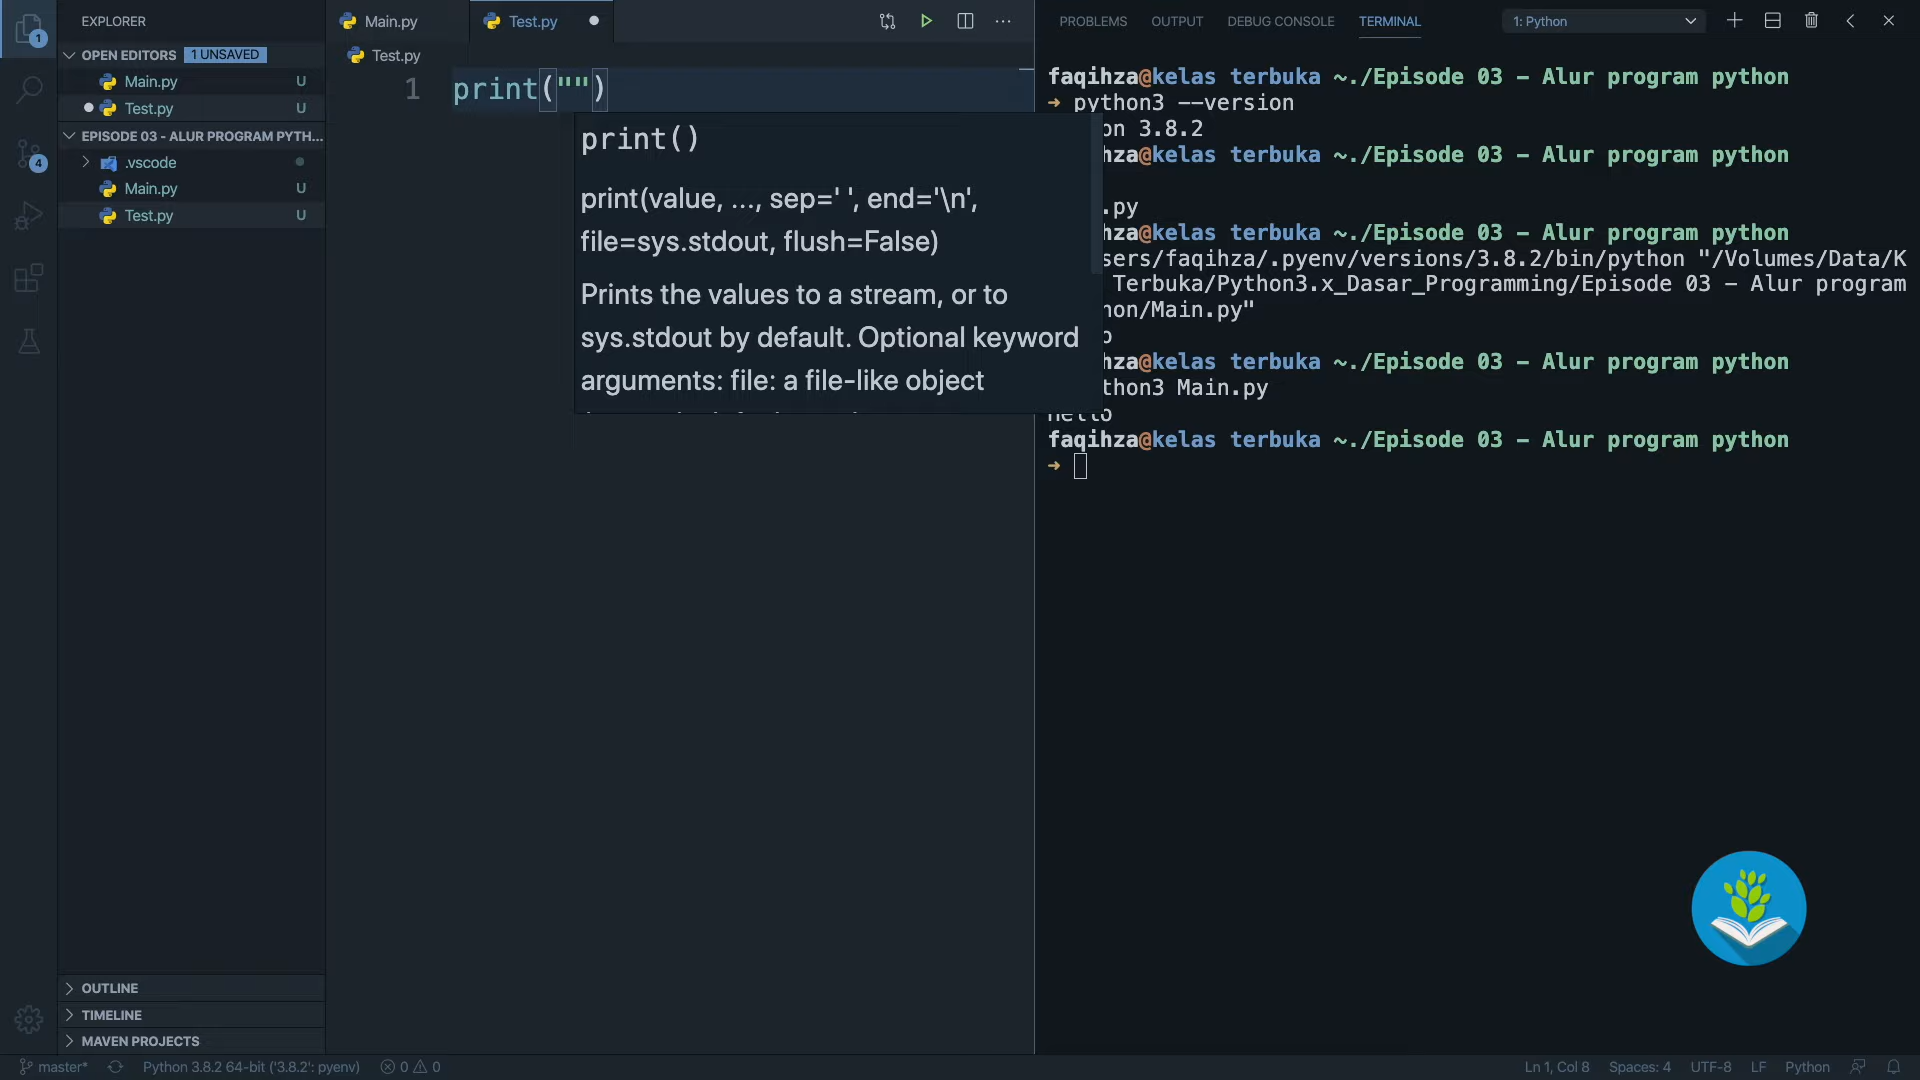 EXPLORER
OPEN EDITORS 1 UNSAVED
Main.py U
Test.py U
EPISODE 03 - ALUR PROGRAM PYTH...
.vscode
Main.py U
Test.py U
OUTLINE
TIMELINE
MAVEN PROJECTS
Main.py
Test.py
Test.py
1 print("")
print()
print(value, ..., sep=' ', end='\n',
file=sys.stdout, flush=False)
Prints the values to a stream, or to
sys.stdout by default. Optional keyword
arguments: file: a file-like object
PROBLEMS OUTPUT DEBUG CONSOLE TERMINAL 1: Python
faqihza@kelas terbuka ~./Episode 03 - Alur program python
→ python3 --version
on 3.8.2
hza@kelas terbuka ~./Episode 03 - Alur program python
.py
hza@kelas terbuka ~./Episode 03 - Alur program python
sers/faqihza/.pyenv/versions/3.8.2/bin/python "/Volumes/Data/K
Terbuka/Python3.x_Dasar_Programming/Episode 03 - Alur program
hon/Main.py"
o
hza@kelas terbuka ~./Episode 03 - Alur program python
thon3 Main.py
hello
faqihza@kelas terbuka ~./Episode 03 - Alur program python
→
1
4
master* Python 3.8.2 64-bit ('3.8.2': pyenv) 0 0 Ln 1, Col 8 Spaces: 4 UTF-8 LF Python